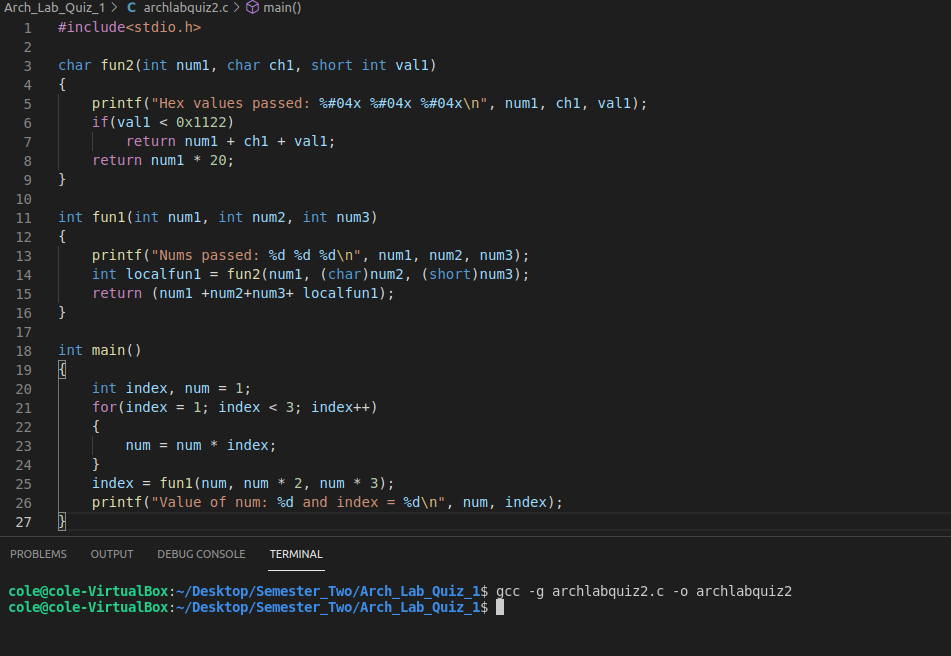 Arch_Lab_Quiz_1 > C archlabquiz2.c > main()
1 #include<stdio.h>
2
3 char fun2(int num1, char ch1, short int val1)
4 {
5     printf("Hex values passed: %#04x %#04x %#04x\n", num1, ch1, val1);
6     if(val1 < 0x1122)
7         return num1 + ch1 + val1;
8     return num1 * 20;
9 }
10
11 int fun1(int num1, int num2, int num3)
12 {
13     printf("Nums passed: %d %d %d\n", num1, num2, num3);
14     int localfun1 = fun2(num1, (char)num2, (short)num3);
15     return (num1 +num2+num3+ localfun1);
16 }
17
18 int main()
19 {
20     int index, num = 1;
21     for(index = 1; index < 3; index++)
22     {
23         num = num * index;
24     }
25     index = fun1(num, num * 2, num * 3);
26     printf("Value of num: %d and index = %d\n", num, index);
27 }
PROBLEMS OUTPUT DEBUG CONSOLE TERMINAL
cole@cole-VirtualBox:~/Desktop/Semester_Two/Arch_Lab_Quiz_1$ gcc -g archlabquiz2.c -o archlabquiz2
cole@cole-VirtualBox:~/Desktop/Semester_Two/Arch_Lab_Quiz_1$